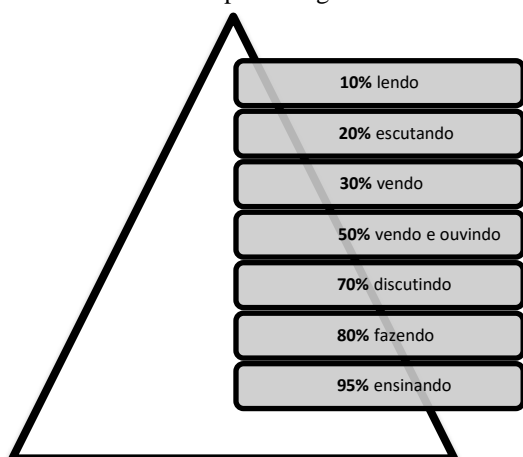 10% lendo
20% escutando
30% vendo
50% vendo e ouvindo
70% discutindo
80% fazendo
95% ensinando